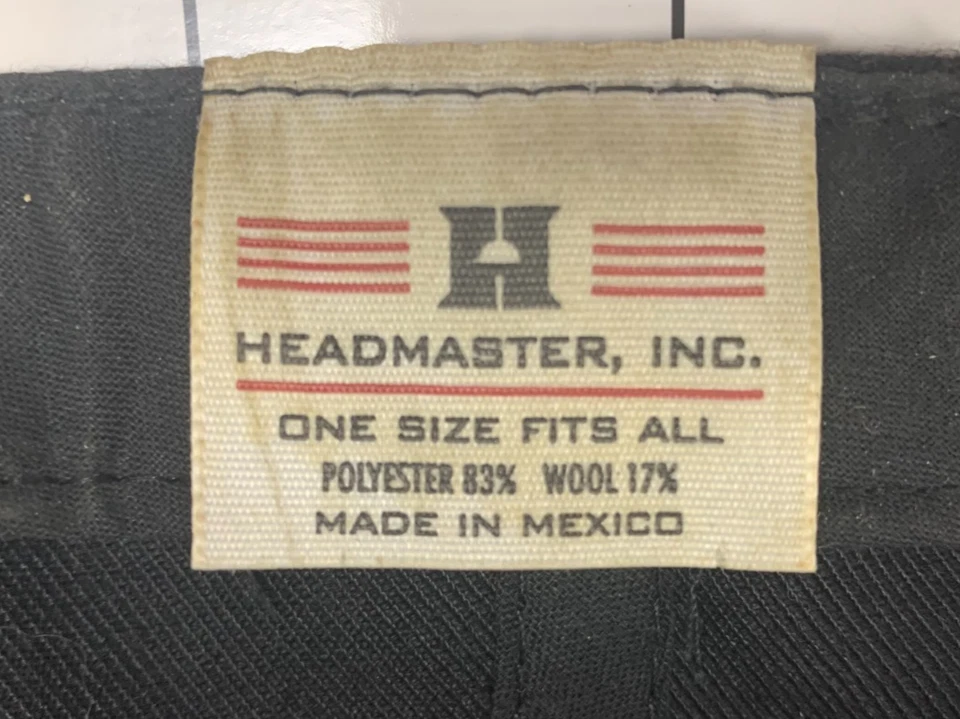 H
HEADMASTER, INC.
ONE SIZE FITS ALL
POLYESTER 83% WOOL 17%
MADE IN MEXICO